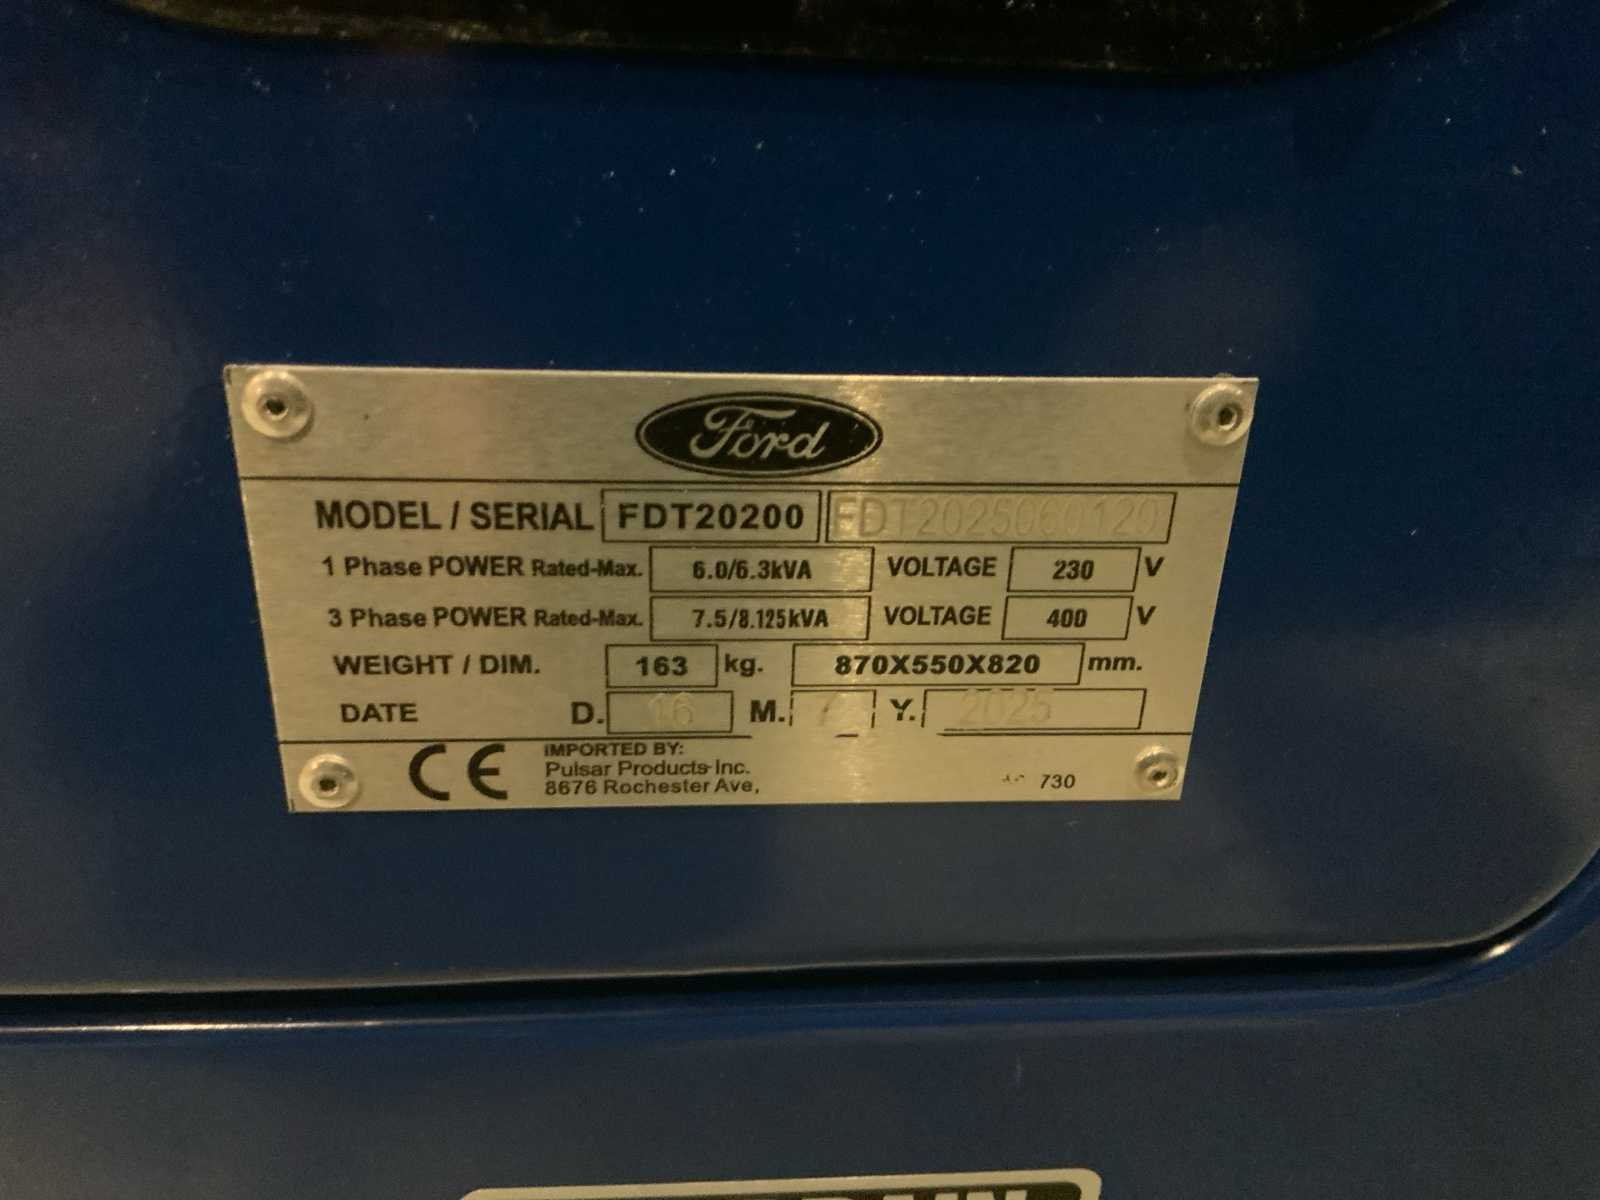 Ford
MODEL / SERIAL FDT20200 FDT2025060120
1 Phase POWER Rated-Max. 6.0/6.3kVA VOLTAGE 230 V
3 Phase POWER Rated-Max. 7.5/8.125kVA VOLTAGE 400 V
WEIGHT / DIM. 163 kg. 870X550X820 mm.
DATE D. 16 M. Y. 2025
CE IMPORTED BY:
Pulsar Products Inc.
8676 Rochester Ave,
730